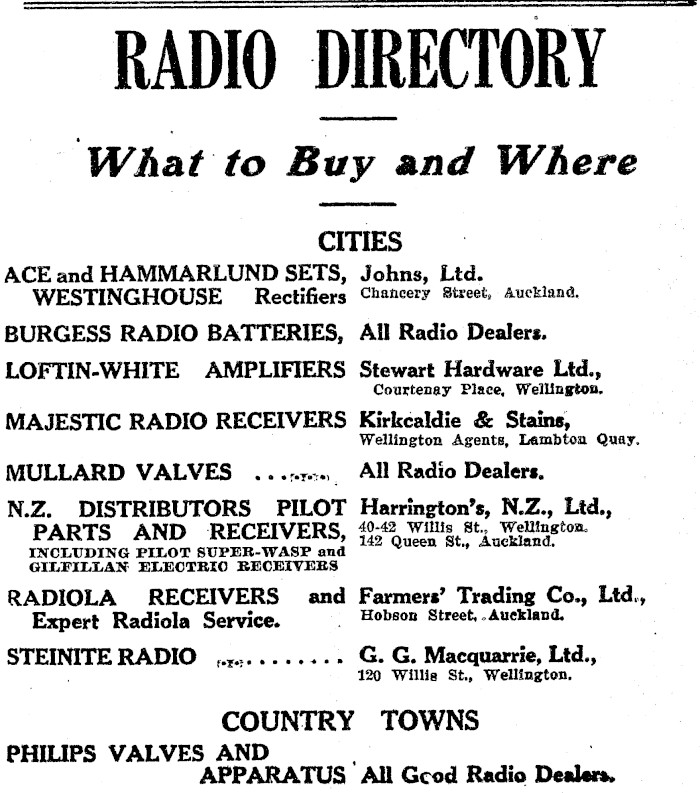 RADIO DIRECTORY
What to Buy and Where
CITIES
ACE and HAMMARLUND SETS, Johns, Ltd.
WESTINGHOUSE Rectifiers Chancery Street, Auckland.
BURGESS RADIO BATTERIES, All Radio Dealers.
LOFTIN-WHITE AMPLIFIERS Stewart Hardware Ltd.,
Courtenay Place, Wellington.
MAJESTIC RADIO RECEIVERS Kirkcaldie & Stains,
Wellington Agents, Lambton Quay.
MULLARD VALVES ........ All Radio Dealers.
N.Z. DISTRIBUTORS PILOT Harrington's, N.Z., Ltd.,
PARTS AND RECEIVERS, 40-42 Willis St., Wellington.
142 Queen St., Auckland.
INCLUDING PILOT SUPER-WASP and
GILFILLAN ELECTRIC RECEIVERS
RADIOLA RECEIVERS and Farmers' Trading Co., Ltd.,
Expert Radiola Service. Hobson Street, Auckland.
STEINITE RADIO ............ G. G. Macquarrie, Ltd.,
120 Willis St., Wellington.
COUNTRY TOWNS
PHILIPS VALVES AND
APPARATUS All Good Radio Dealers.